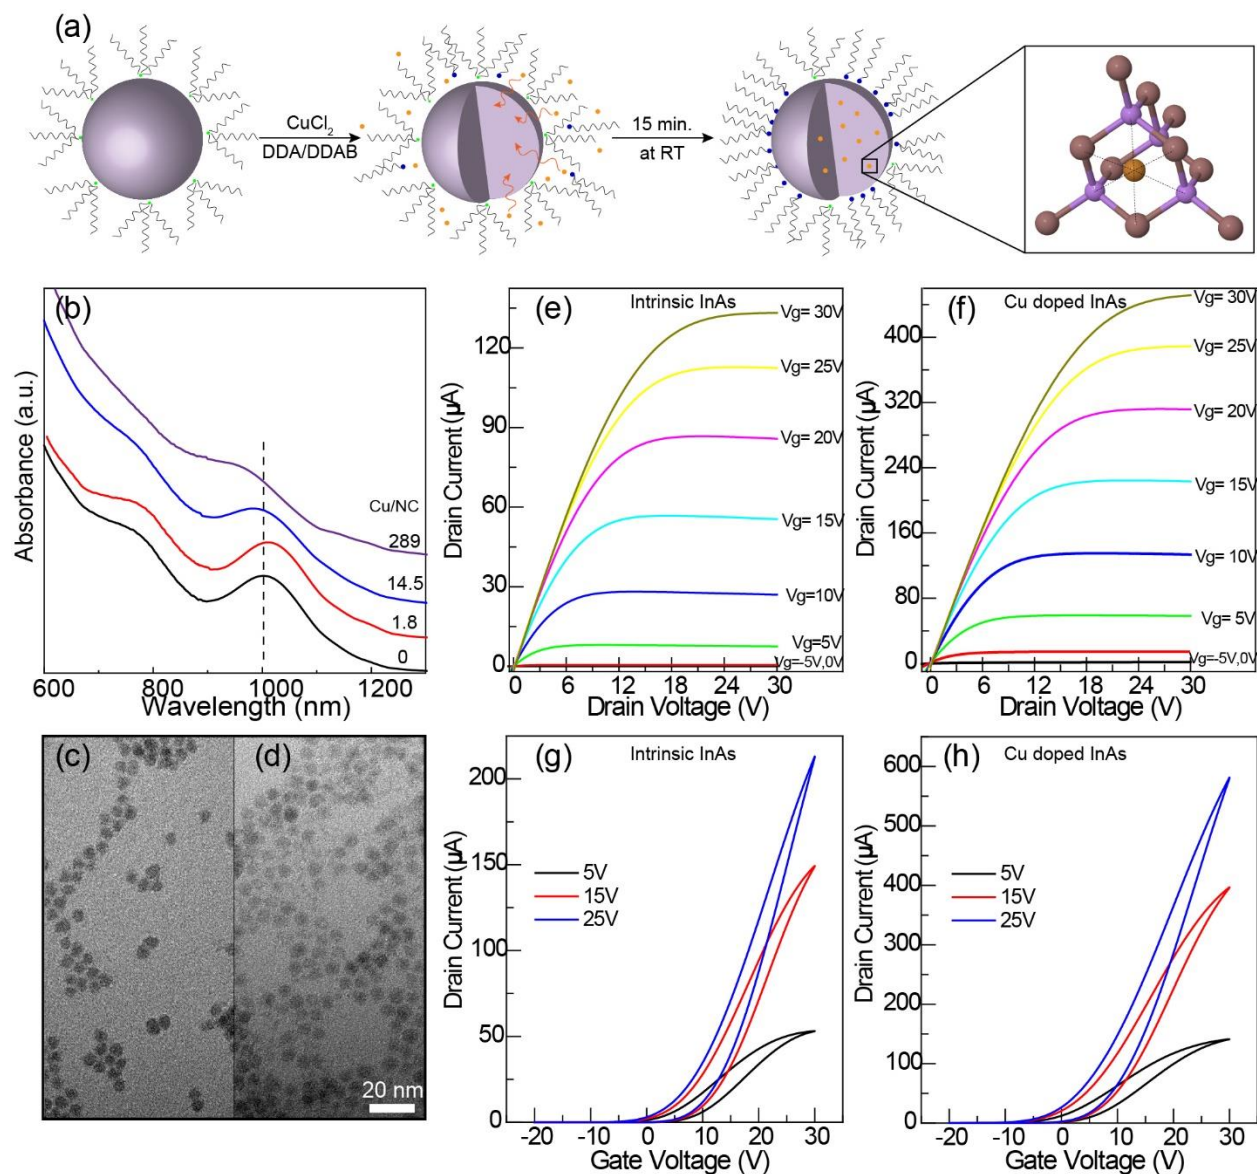 (a)
CuCl2
DDA/DDAB
15 min.
at RT
(b)
Absorbance (a.u.)
Cu/NC
289
14.5
1.8
0
600
800
1000
1200
Wavelength (nm)
(e)
Intrinsic InAs
Drain Current (µA)
120
90
60
30
0
Vg= 30V
Vg= 25V
Vg= 20V
Vg= 15V
Vg= 10V
Vg=5V
Vg=-5V,0V
0
6
12
18
24
30
Drain Voltage (V)
(f)
Cu doped InAs
Drain Current (µA)
400
320
240
160
80
0
Vg= 30V
Vg= 25V
Vg= 20V
Vg= 15V
Vg= 10V
Vg= 5V
Vg=-5V,0V
0
6
12
18
24
30
Drain Voltage (V)
(c)
(d)
20 nm
(g)
Intrinsic InAs
Drain Current (µA)
200
150
100
50
0
5V
15V
25V
-20
-10
0
10
20
30
Gate Voltage (V)
(h)
Cu doped InAs
Drain Current (µA)
600
500
400
300
200
100
0
5V
15V
25V
-20
-10
0
10
20
30
Gate Voltage (V)